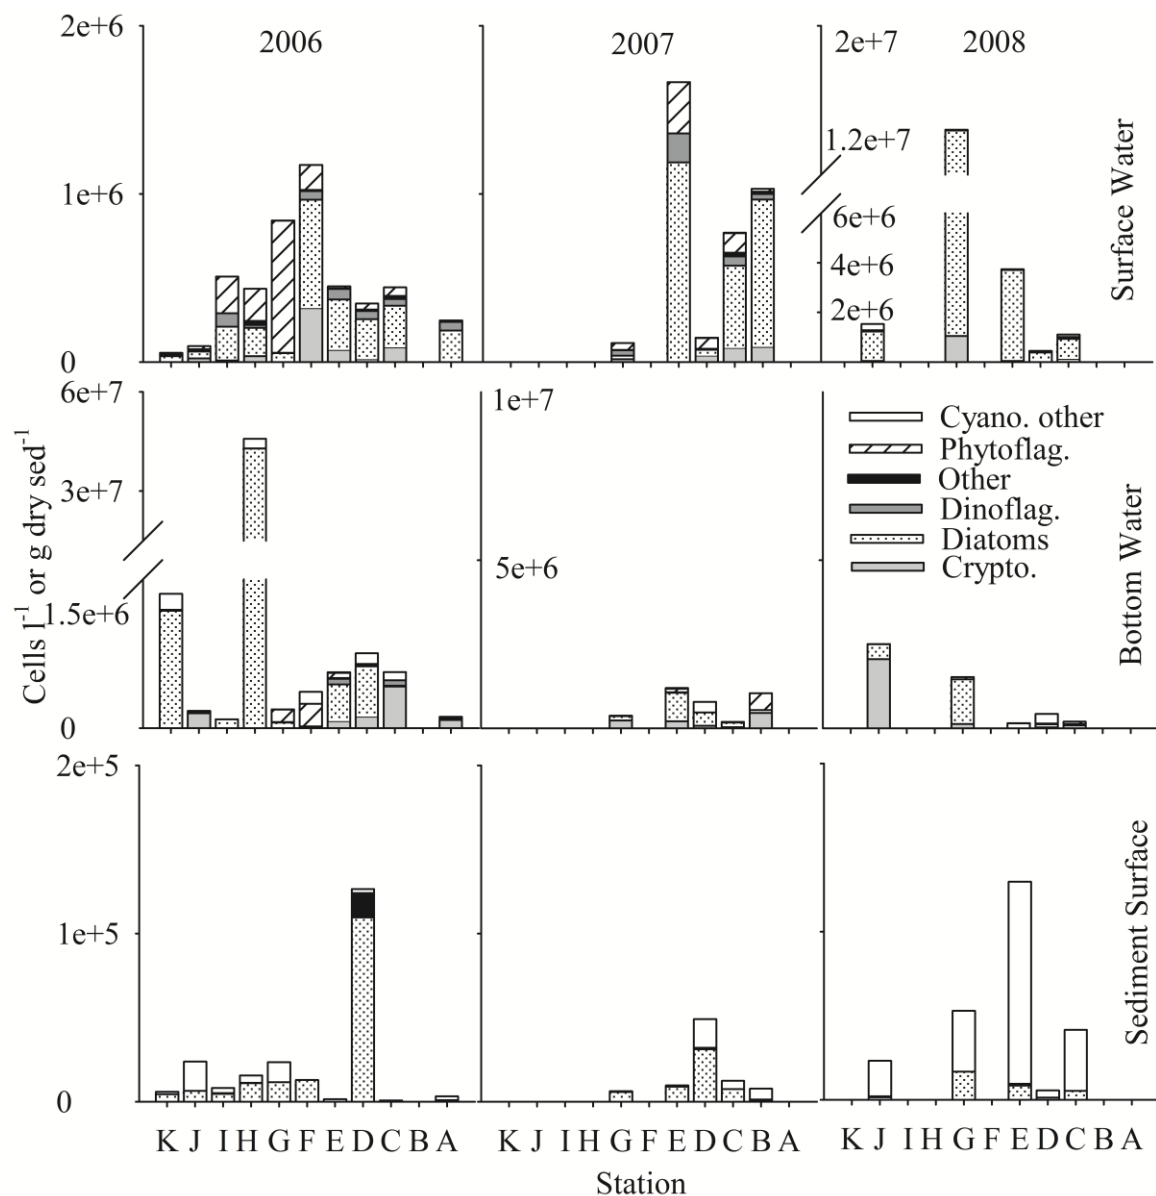 2e+6
2006
2007
2e+7
2008
1.2e+7
1e+6
6e+6
4e+6
2e+6
0
Surface Water
6e+7
1e+7
3e+7
5e+6
1.5e+6
0
Cyano. other
Phytoflag.
Other
Dinoflag.
Diatoms
Crypto.
Bottom Water
Cells l-1 or g dry sed-1
2e+5
1e+5
0
Sediment Surface
K J I H G F E D C B A
K J I H G F E D C B A
K J I H G F E D C B A
Station